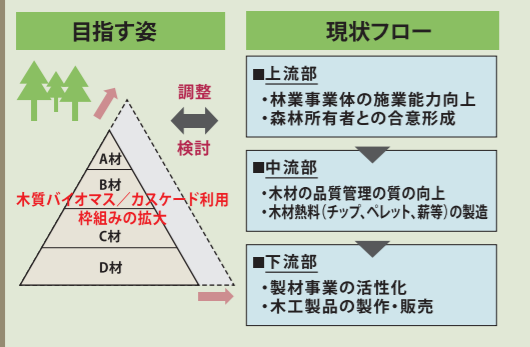 目指す姿
調整
検討
A材
B材
木質バイオマス／カスケード利用
枠組みの拡大
C材
D材
現状フロー
■上流部
・林業事業体の施業能力向上
・森林所有者との合意形成
■中流部
・木材の品質管理の質の向上
・木材熱料（チップ、ペレット、薪等）の製造
■下流部
・製材事業の活性化
・木工製品の製作・販売